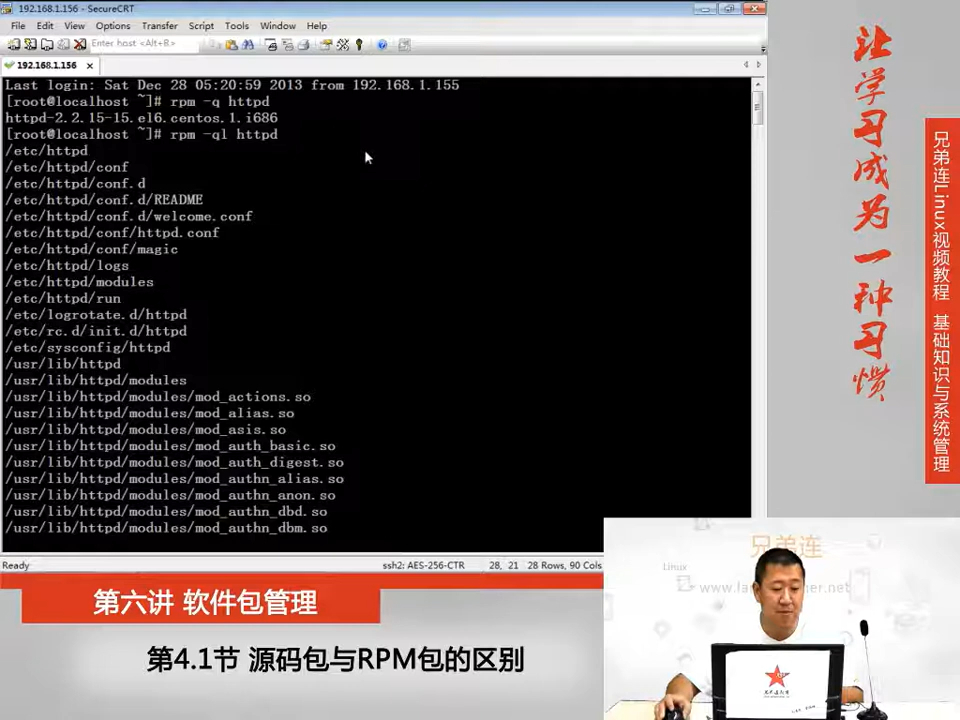 192.168.1.156 - SecureCRT
File Edit View Options Transfer Script Tools Window Help
Enter host <Alt+B>
192.168.1.156
Last login: Sat Dec 28 05:20:59 2013 from 192.168.1.155
[root@localhost ~]# rpm -q httpd
httpd-2.2.15-15.el6.centos.1.i686
[root@localhost ~]# rpm -ql httpd
/etc/httpd
/etc/httpd/conf
/etc/httpd/conf.d
/etc/httpd/conf.d/README
/etc/httpd/conf.d/welcome.conf
/etc/httpd/conf/httpd.conf
/etc/httpd/conf/magic
/etc/httpd/logs
/etc/httpd/modules
/etc/httpd/run
/etc/logrotate.d/httpd
/etc/rc.d/init.d/httpd
/etc/sysconfig/httpd
/usr/lib/httpd
/usr/lib/httpd/modules
/usr/lib/httpd/modules/mod_actions.so
/usr/lib/httpd/modules/mod_alias.so
/usr/lib/httpd/modules/mod_asis.so
/usr/lib/httpd/modules/mod_auth_basic.so
/usr/lib/httpd/modules/mod_auth_digest.so
/usr/lib/httpd/modules/mod_authn_alias.so
/usr/lib/httpd/modules/mod_authn_anon.so
/usr/lib/httpd/modules/mod_authn_dbd.so
/usr/lib/httpd/modules/mod_authn_dbm.so
Ready ssh2: AES-256-CTR 28, 21 28 Rows, 90 Cols
让学习成为一种习惯
兄弟连Linux视频教程 基础知识与系统管理
兄弟连
Linux
第六讲 软件包管理
第4.1节 源码包与RPM包的区别